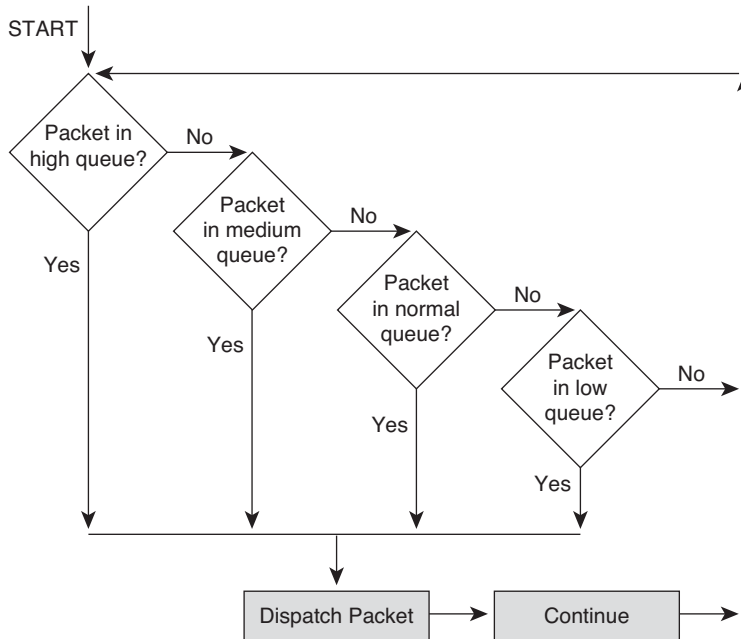 START
Packet in
high queue?
No
Packet
in medium
queue?
No
Yes
Packet
in normal
queue?
No
Yes
Packet
in low
queue?
No
Yes
Yes
Dispatch Packet
Continue